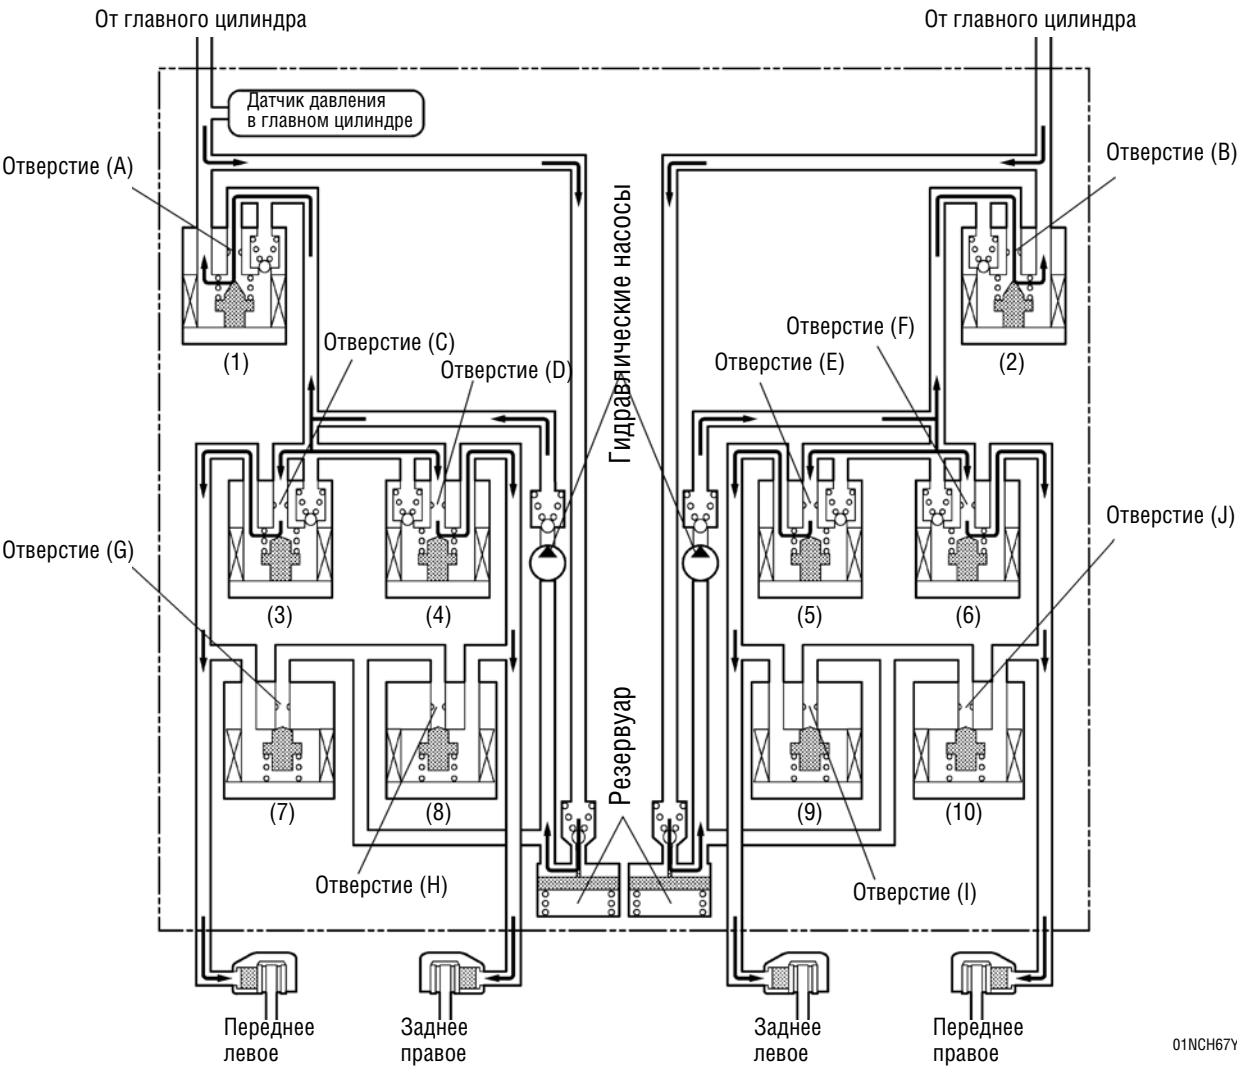 От главного цилиндра
От главного цилиндра
Датчик давления
в главном цилиндре
Отверстие (A)
Отверстие (B)
Гидравлические насосы
(1)
(2)
Отверстие (C)
Отверстие (D)
Отверстие (E)
Отверстие (F)
Отверстие (G)
Отверстие (J)
(3)
(4)
(5)
(6)
Резервуар
(7)
(8)
(9)
(10)
Отверстие (H)
Отверстие (I)
Переднее
левое
Заднее
правое
Заднее
левое
Переднее
правое
01NCH67Y